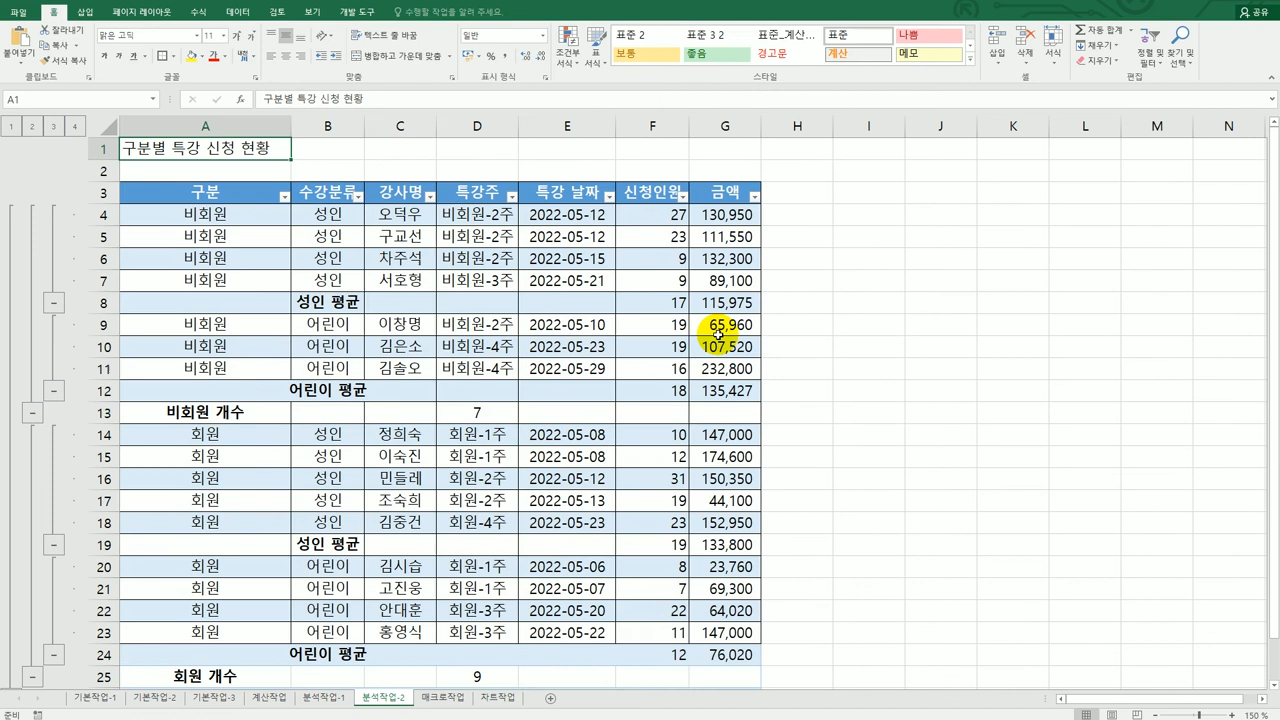 파일 홈 삽입 페이지 레이아웃 수식 데이터 검토 보기 개발 도구 수행할 작업을 알려 주세요. 공유
붙여넣기 잘라내기 복사 서식 복사
맑은 고딕 11 가 가 가 가
텍스트 줄 바꿈 병합하고 가운데 맞춤
일반 %
조건부 서식 표 서식
표준 2 표준 3 2 표준_계산... 표준 나쁨
보통 좋음 경고문 계산 메모
삽입 삭제 서식
자동 합계 채우기 지우기 정렬 및 필터 찾기 및 선택
클립보드 글꼴 맞춤 표시 형식 스타일 셀 편집
A1 fx 구분별 특강 신청 현황
1 2 3 4 A B C D E F G H I J K L M N
1 구분별 특강 신청 현황
2
3 구분 수강분류 강사명 특강주 특강 날짜 신청인원 금액
4 비회원 성인 오덕우 비회원-2주 2022-05-12 27 130,950
5 비회원 성인 구교선 비회원-2주 2022-05-12 23 111,550
6 비회원 성인 차주석 비회원-2주 2022-05-15 9 132,300
7 비회원 성인 서호형 비회원-3주 2022-05-21 9 89,100
8 성인 평균 17 115,975
9 비회원 어린이 이창명 비회원-2주 2022-05-10 19 65,960
10 비회원 어린이 김은소 비회원-4주 2022-05-23 19 107,520
11 비회원 어린이 김솔오 비회원-4주 2022-05-29 16 232,800
12 어린이 평균 18 135,427
13 비회원 개수 7
14 회원 성인 정희숙 회원-1주 2022-05-08 10 147,000
15 회원 성인 이숙진 회원-1주 2022-05-08 12 174,600
16 회원 성인 민들레 회원-2주 2022-05-12 31 150,350
17 회원 성인 조숙희 회원-2주 2022-05-13 19 44,100
18 회원 성인 김중건 회원-4주 2022-05-23 23 152,950
19 성인 평균 19 133,800
20 회원 어린이 김시습 회원-1주 2022-05-06 8 23,760
21 회원 어린이 고진웅 회원-1주 2022-05-07 7 69,300
22 회원 어린이 안대훈 회원-3주 2022-05-20 22 64,020
23 회원 어린이 홍영식 회원-3주 2022-05-22 11 147,000
24 어린이 평균 12 76,020
25 회원 개수 9
기본작업-1 기본작업-2 기본작업-3 계산작업 분석작업-1 분석작업-2 매크로작업 차트작업
준비 150 %